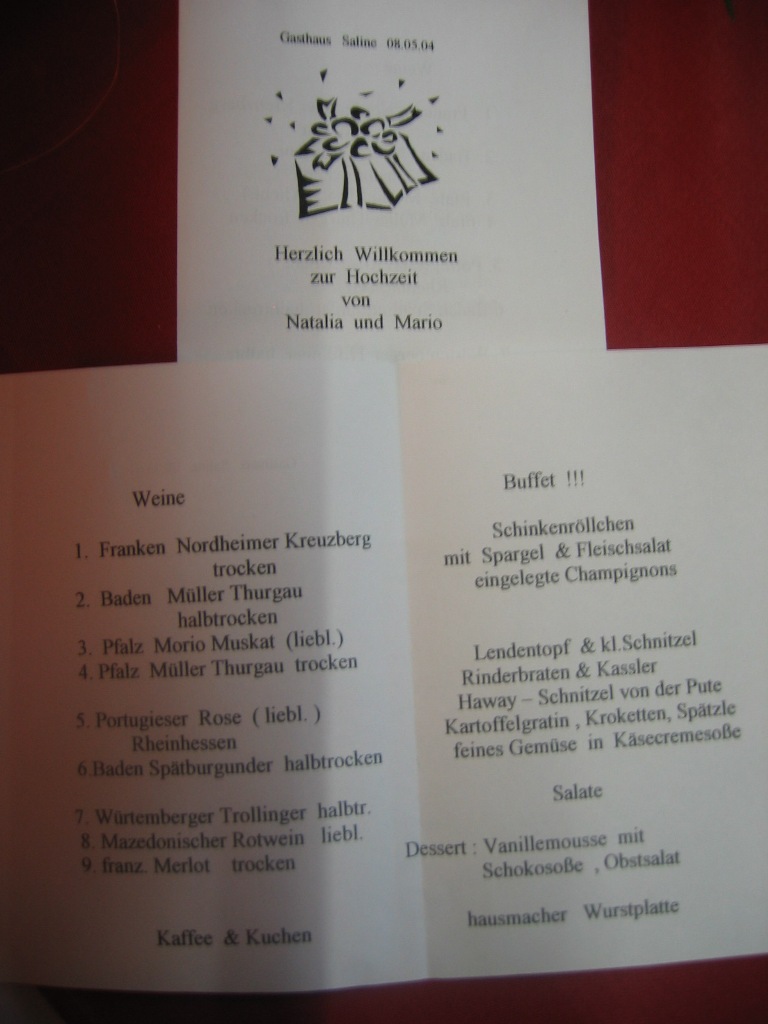 Gasthaus Saline 08.05.04
Herzlich Willkommen
zur Hochzeit
von
Natalia und Mario
Weine
1. Franken Nordheimer Kreuzberg
trocken
2. Baden Müller Thurgau
halbtrocken
3. Pfalz Morio Muskat (liebl.)
4. Pfalz Müller Thurgau trocken
5. Portugieser Rose ( liebl. )
Rheinhessen
6.Baden Spätburgunder halbtrocken
7. Würtemberger Trollinger halbtr.
8. Mazedonischer Rotwein liebl.
9. franz. Merlot trocken
Kaffee & Kuchen
Buffet !!!
Schinkenröllchen
mit Spargel & Fleischsalat
eingelegte Champignons
Lendentopf & kl.Schnitzel
Rinderbraten & Kassler
Haway – Schnitzel von der Pute
Kartoffelgratin , Kroketten, Spätzle
feines Gemüse in Käsecremesoße
Salate
Dessert : Vanillemousse mit
Schokosoße , Obstsalat
hausmacher Wurstplatte